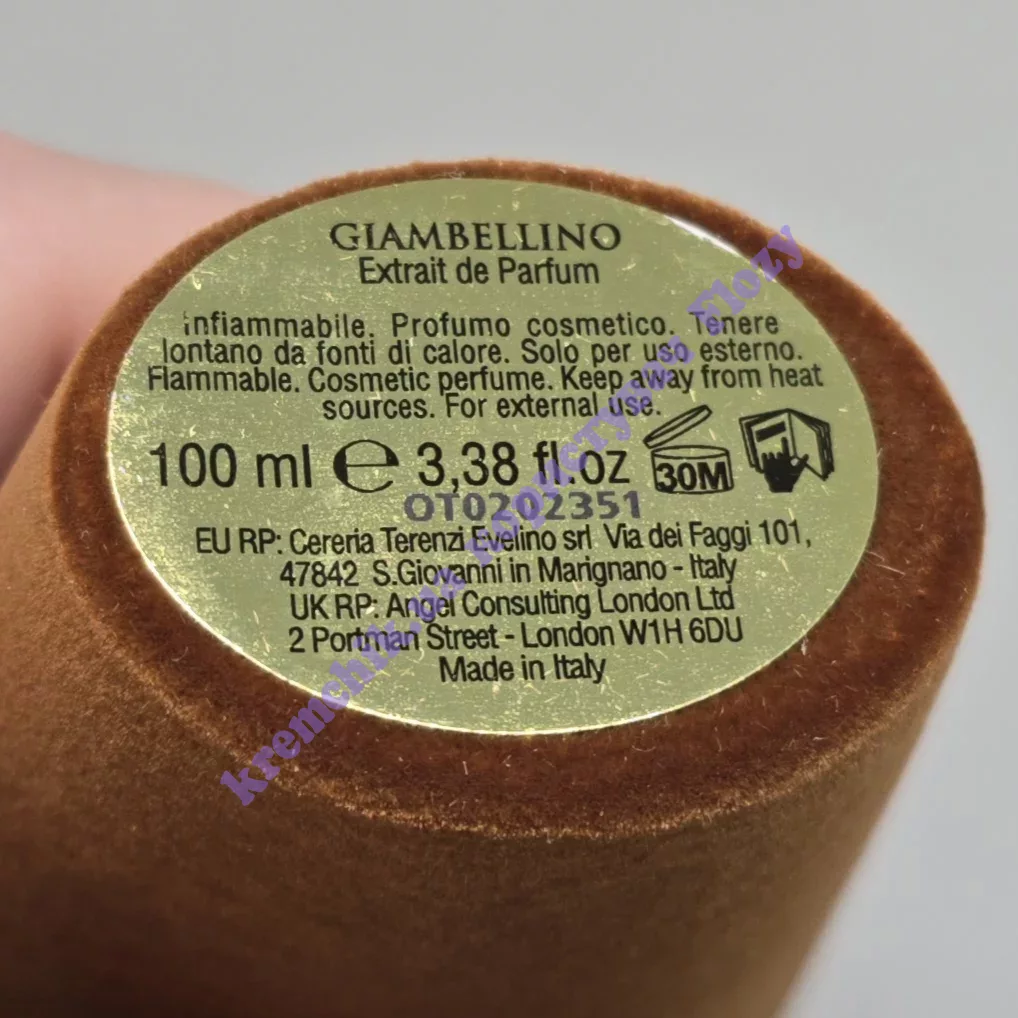 GIAMBELLINO
Extrait de Parfum
infiammabile. Profumo cosmetico. Tenere
lontano da fonti di calore. Solo per uso esterno.
Flammable. Cosmetic perfume. Keep away from heat
sources. For external use.
100 ml ℮ 3,38 fl.oz
30M
OT0202351
EU RP: Cereria Terenzi Evelino srl Via dei Faggi 101,
47842 S.Giovanni in Marignano - Italy
UK RP: Angel Consulting London Ltd
2 Portman Street - London W1H 6DU
Made in Italy
Flozy